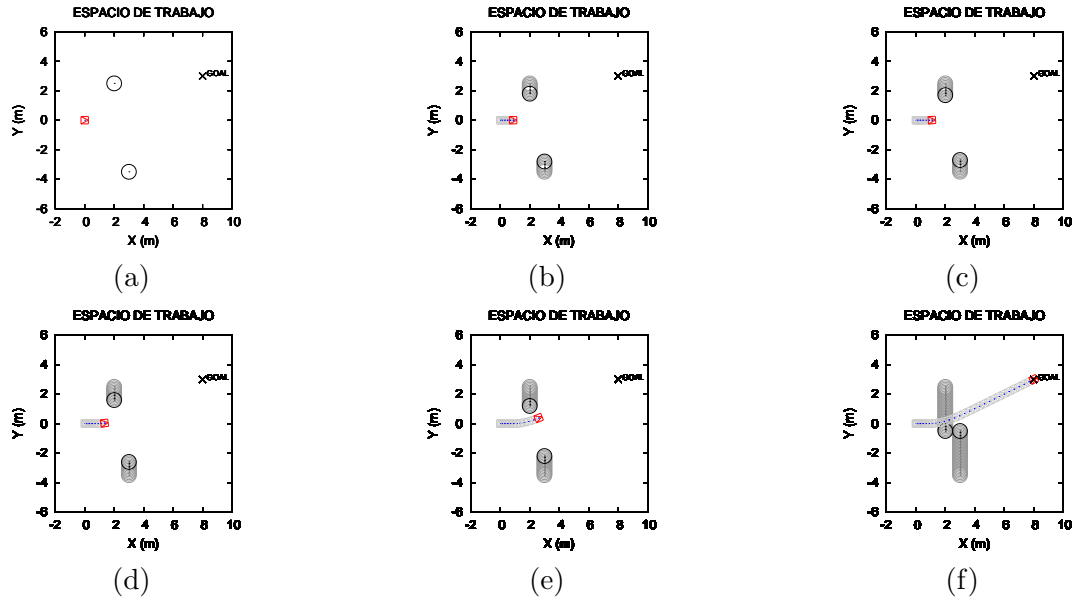 ESPACIO DE TRABAJO
6
4
2
0
-2
-4
-6
Y (m)
GOAL
-2 0 2 4 6 8 10
X (m)
(a)
ESPACIO DE TRABAJO
6
4
2
0
-2
-4
-6
Y (m)
GOAL
-2 0 2 4 6 8 10
X (m)
(b)
ESPACIO DE TRABAJO
6
4
2
0
-2
-4
-6
Y (m)
GOAL
-2 0 2 4 6 8 10
X (m)
(c)
ESPACIO DE TRABAJO
6
4
2
0
-2
-4
-6
Y (m)
GOAL
-2 0 2 4 6 8 10
X (m)
(d)
ESPACIO DE TRABAJO
6
4
2
0
-2
-4
-6
Y (m)
GOAL
-2 0 2 4 6 8 10
X (m)
(e)
ESPACIO DE TRABAJO
6
4
2
0
-2
-4
-6
Y (m)
GOAL
-2 0 2 4 6 8 10
X (m)
(f)